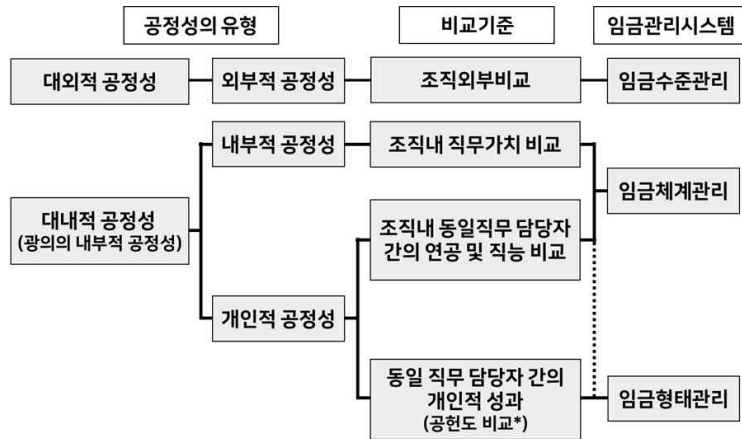 공정성의 유형
비교기준
임금관리시스템
대외적 공정성
외부적 공정성
조직외부비교
임금수준관리
내부적 공정성
조직내 직무가치 비교
임금체계관리
대내적 공정성
(광의의 내부적 공정성)
조직내 동일직무 담당자
간의 연공 및 직능 비교
개인적 공정성
동일 직무 담당자 간의
개인적 성과
(공헌도 비교*)
임금형태관리